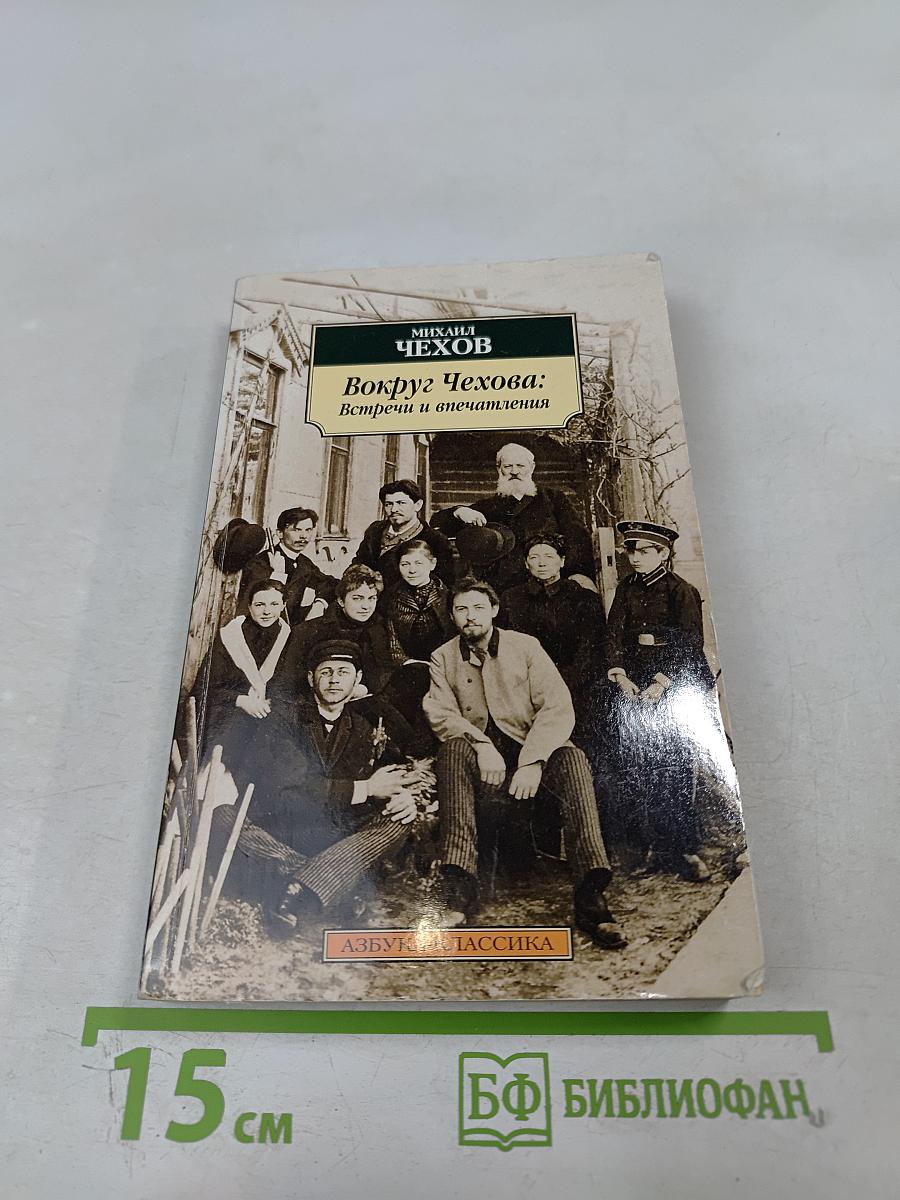 МИХАИЛ
ЧЕХОВ
Вокруг Чехова:
Встречи и впечатления
АЗБУКА-КЛАССИКА
15 см
БФ БИБЛИОФАН